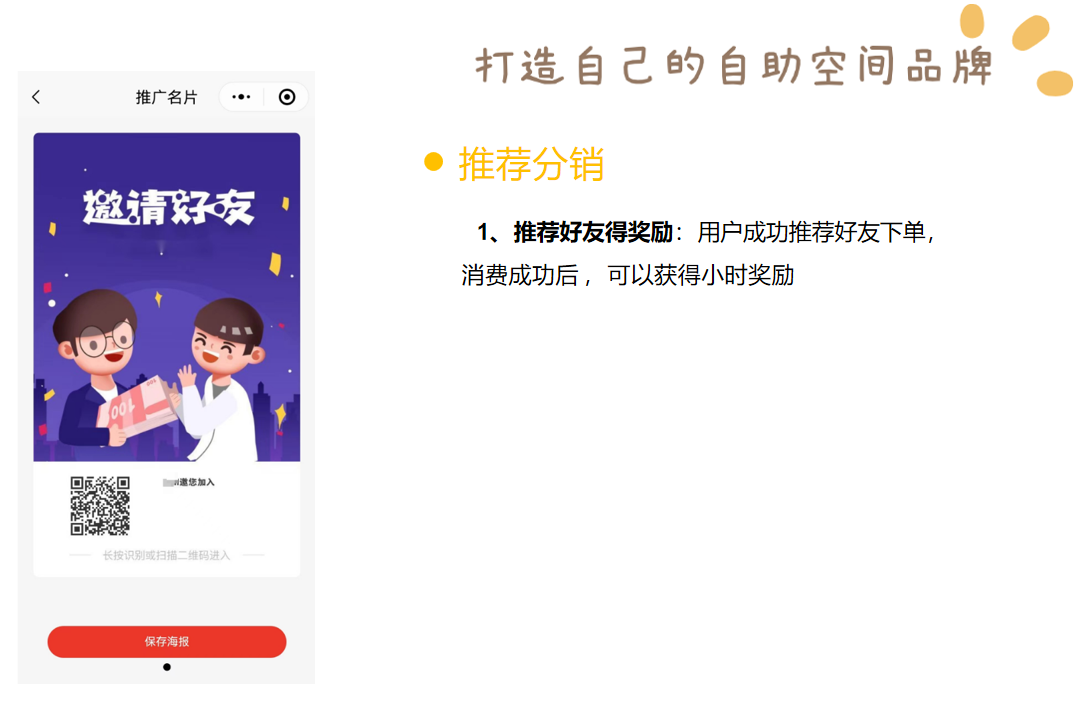 打造自己的自助空间品牌
推荐分销
1、推荐好友得奖励：用户成功推荐好友下单，
消费成功后，可以获得小时奖励
推广名片
邀请好友
100
邀您加入
长按识别或扫描二维码进入
保存海报